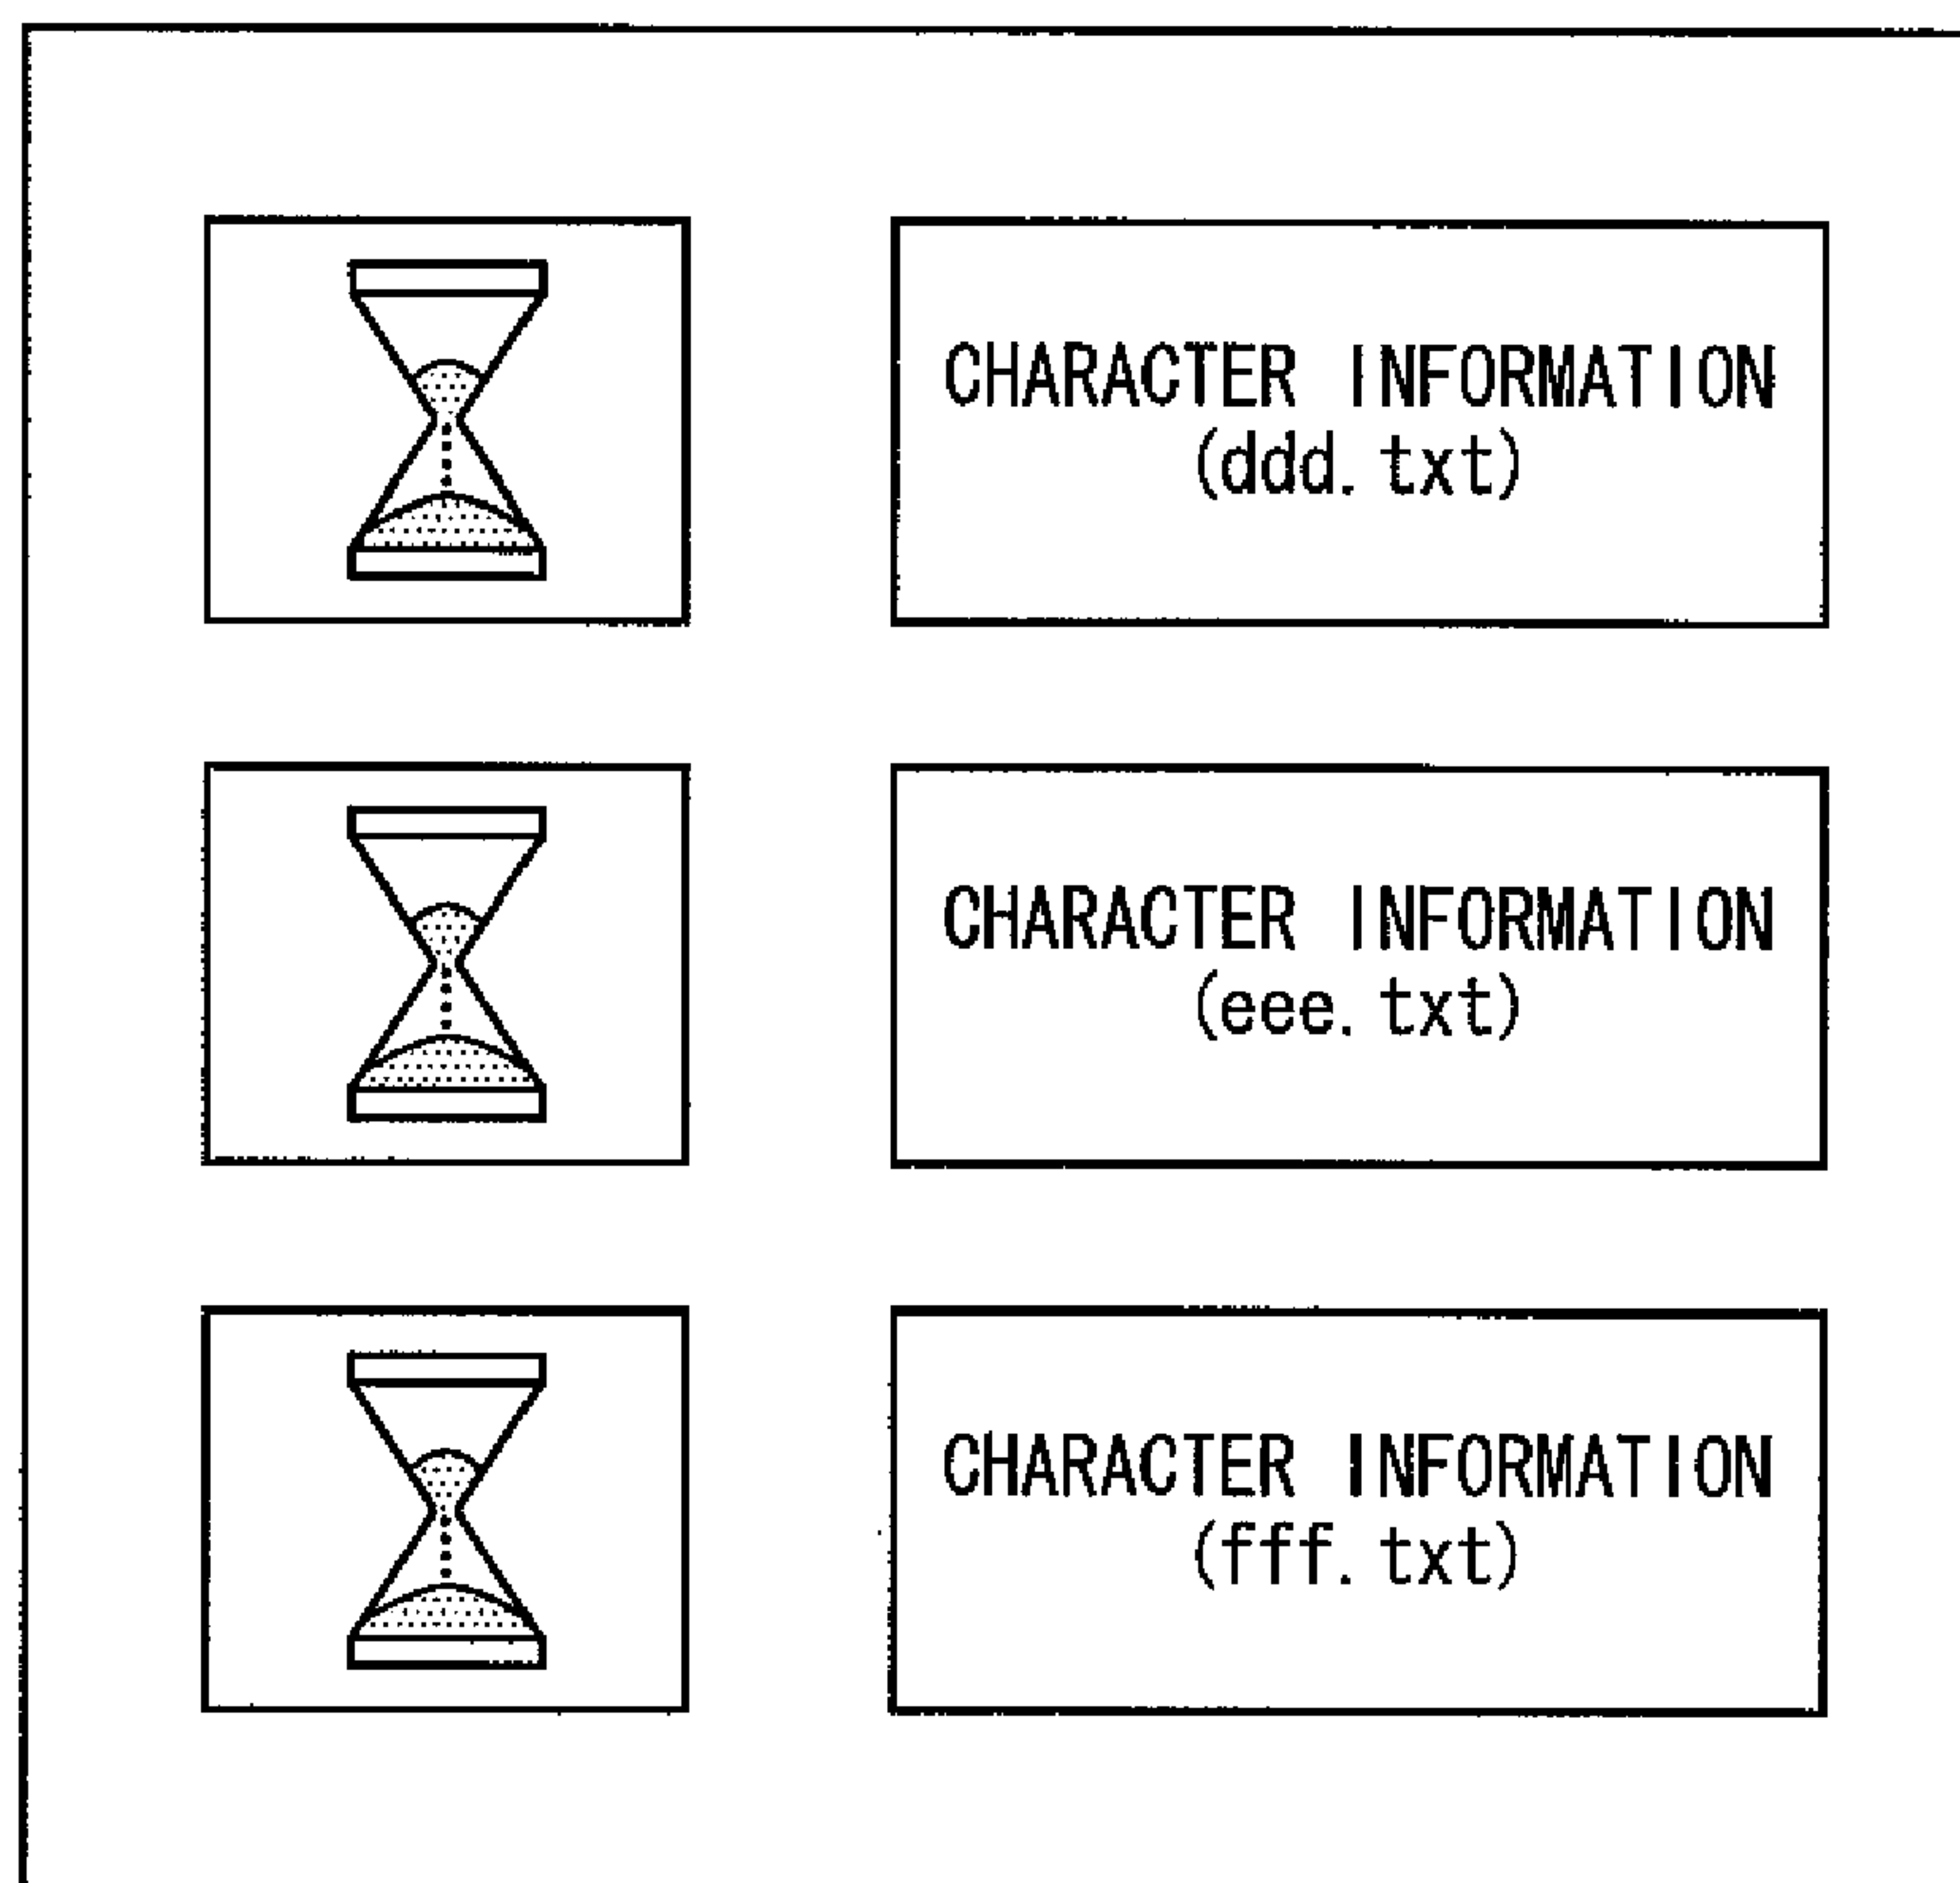 CHARACTER INFORMATION
(ddd. txt)
CHARACTER INFORMATION
(eee. txt)
CHARACTER INFORMATION
(fff. txt)